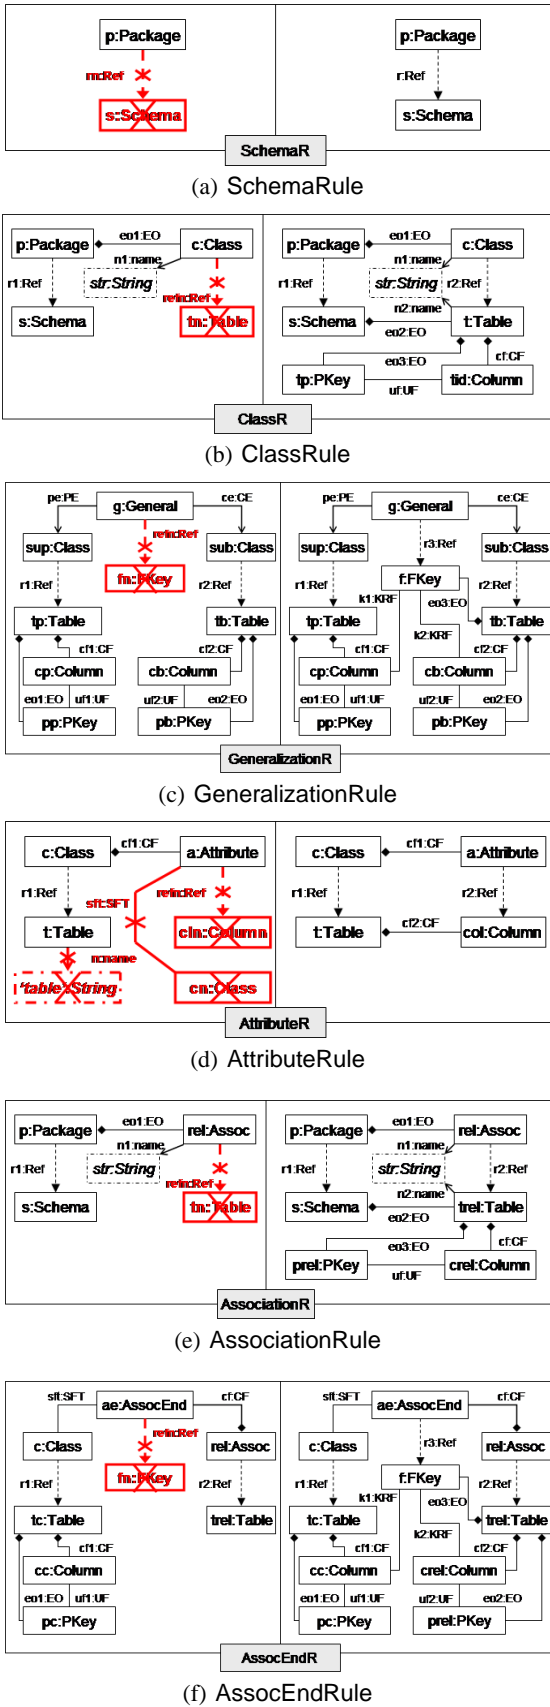 p:Package p:Package
rn:Ref r:Ref
s:Schema s:Schema
SchemaR
(a) SchemaRule
p:Package eo1:EO c:Class p:Package eo1:EO c:Class
n1:name n1:name
r1:Ref str:String refn:Ref r1:Ref str:String r2:Ref
n2:name
s:Schema tn:Table s:Schema t:Table
eo2:EO
eo3:EO cf:CF
tp:PKey uf:UF tid:Column
ClassR
(b) ClassRule
pe:PE g:General ce:CE pe:PE g:General ce:CE
refn:Ref r3:Ref
sup:Class sub:Class sup:Class sub:Class
r1:Ref fn:FKey r2:Ref r1:Ref f:FKey r2:Ref
k1:KRF eo3:EO
tp:Table tb:Table tp:Table tb:Table
cf1:CF cf2:CF cf1:CF k2:KRF cf2:CF
cp:Column cb:Column cp:Column cb:Column
eo1:EO uf1:UF uf2:UF eo2:EO eo1:EO uf1:UF uf2:UF eo2:EO
pp:PKey pb:PKey pp:PKey pb:PKey
GeneralizationR
(c) GeneralizationRule
c:Class cf1:CF a:Attribute c:Class cf1:CF a:Attribute
r1:Ref sft:SFT refn:Ref r1:Ref r2:Ref
t:Table cln:Column t:Table cf2:CF col:Column
n:name
'table':String cn:Class
AttributeR
(d) AttributeRule
p:Package eo1:EO rel:Assoc p:Package eo1:EO rel:Assoc
n1:name n1:name
r1:Ref str:String refn:Ref r1:Ref str:String r2:Ref
n2:name
s:Schema tn:Table s:Schema trel:Table
eo2:EO
eo3:EO cf:CF
prel:PKey uf:UF crel:Column
AssociationR
(e) AssociationRule
sft:SFT ae:AssocEnd cf:CF sft:SFT ae:AssocEnd cf:CF
refn:Ref r3:Ref
c:Class rel:Assoc c:Class rel:Assoc
r1:Ref fn:FKey r2:Ref r1:Ref f:FKey r2:Ref
k1:KRF eo3:EO
tc:Table trel:Table tc:Table trel:Table
cf1:CF cf1:CF k2:KRF cf2:CF
cc:Column cc:Column crel:Column
eo1:EO uf1:UF eo1:EO uf1:UF uf2:UF eo2:EO
pc:PKey pc:PKey prel:PKey
AssocEndR
(f) AssocEndRule